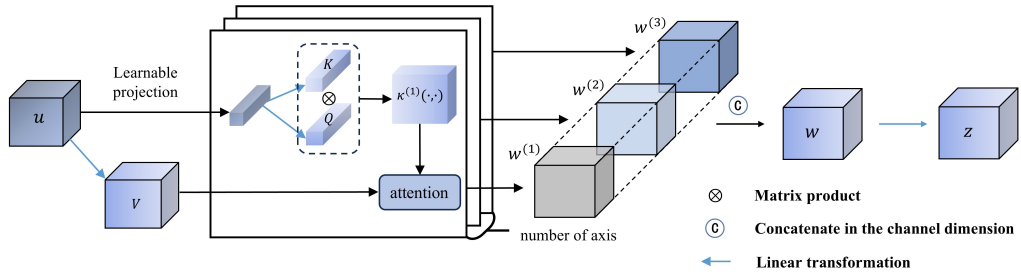 Learnable
projection
u
V
K
⊗
Q
κ⁽¹⁾(·,·)
attention
number of axis
w⁽¹⁾
w⁽²⁾
w⁽³⁾
C
w
z
⊗ Matrix product
C Concatenate in the channel dimension
Linear transformation